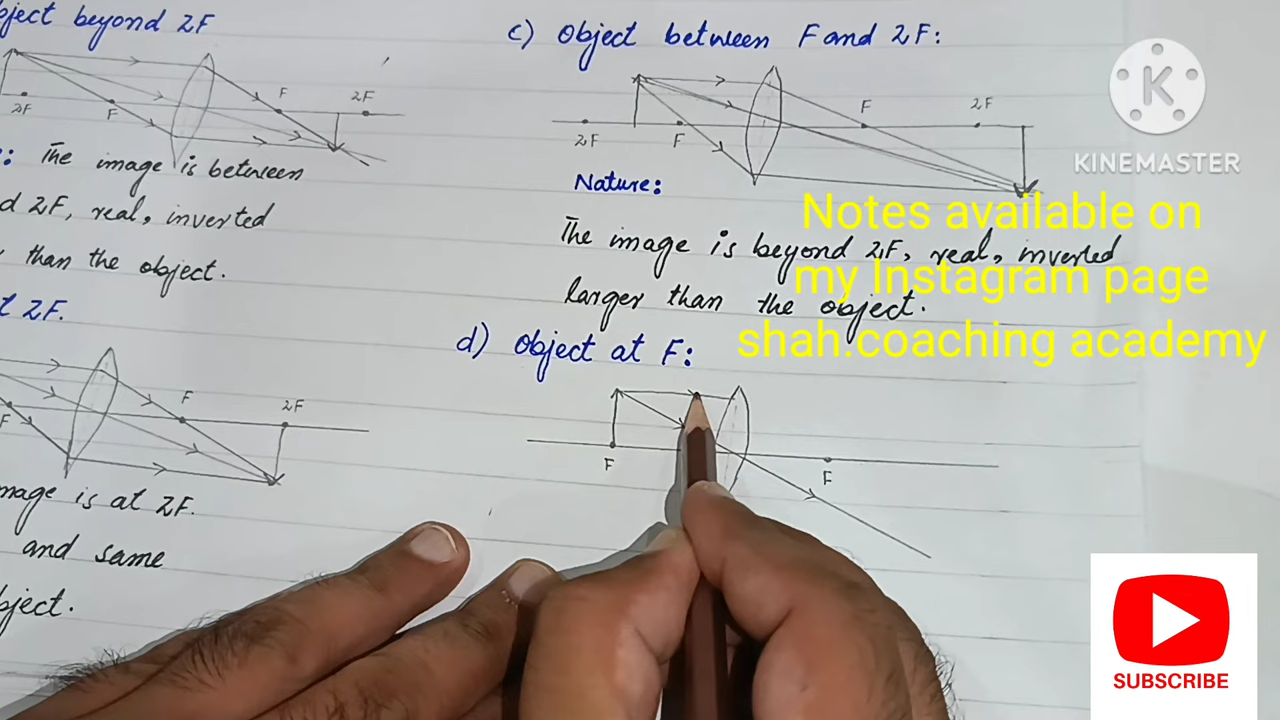 ject beyond 2F
2F
F
F
2F
: The image is between
d 2F, real, inverted
than the object.
t 2F.
F
F
2F
mage is at 2F.
and same
bject.
c) Object between F and 2F:
2F
F
F
2F
Nature:
The image is beyond 2F, real, inverted
larger than the object.
d) Object at F:
F
F
KINEMASTER
Notes available on
my Instagram page
shah.coaching academy
SUBSCRIBE